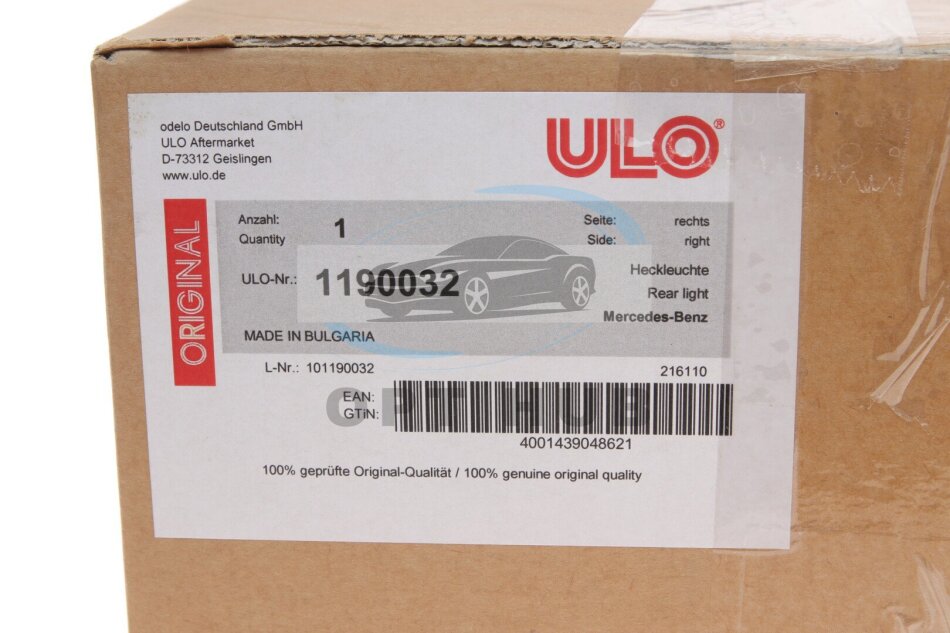 odelo Deutschland GmbH
ULO Aftermarket
D-73312 Geislingen
www.ulo.de
ULO®
ORIGINAL
Anzahl: 1 Seite: rechts
Quantity Side: right
ULO-Nr.: 1190032
Heckleuchte
Rear light
Mercedes-Benz
MADE IN BULGARIA
L-Nr.: 101190032 216110
EAN:
GTiN:
OPT HUB
4001439048621
100% geprüfte Original-Qualität / 100% genuine original quality